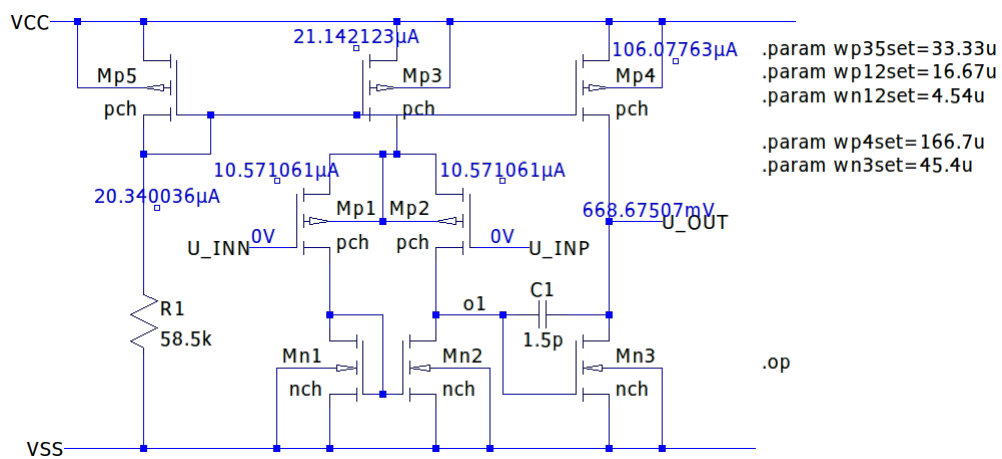 VCC
21.142123µA
106.07763µA
.param wp35set=33.33u
.param wp12set=16.67u
.param wn12set=4.54u
Mp5
Mp3
Mp4
pch
pch
pch
.param wp4set=166.7u
.param wn3set=45.4u
10.571061µA
10.571061µA
20.340036µA
Mp1
Mp2
668.67507mV
U_OUT
U_INN
0V
pch
pch
0V
U_INP
R1
58.5k
o1
C1
1.5p
Mn1
Mn2
Mn3
.op
nch
nch
nch
VSS